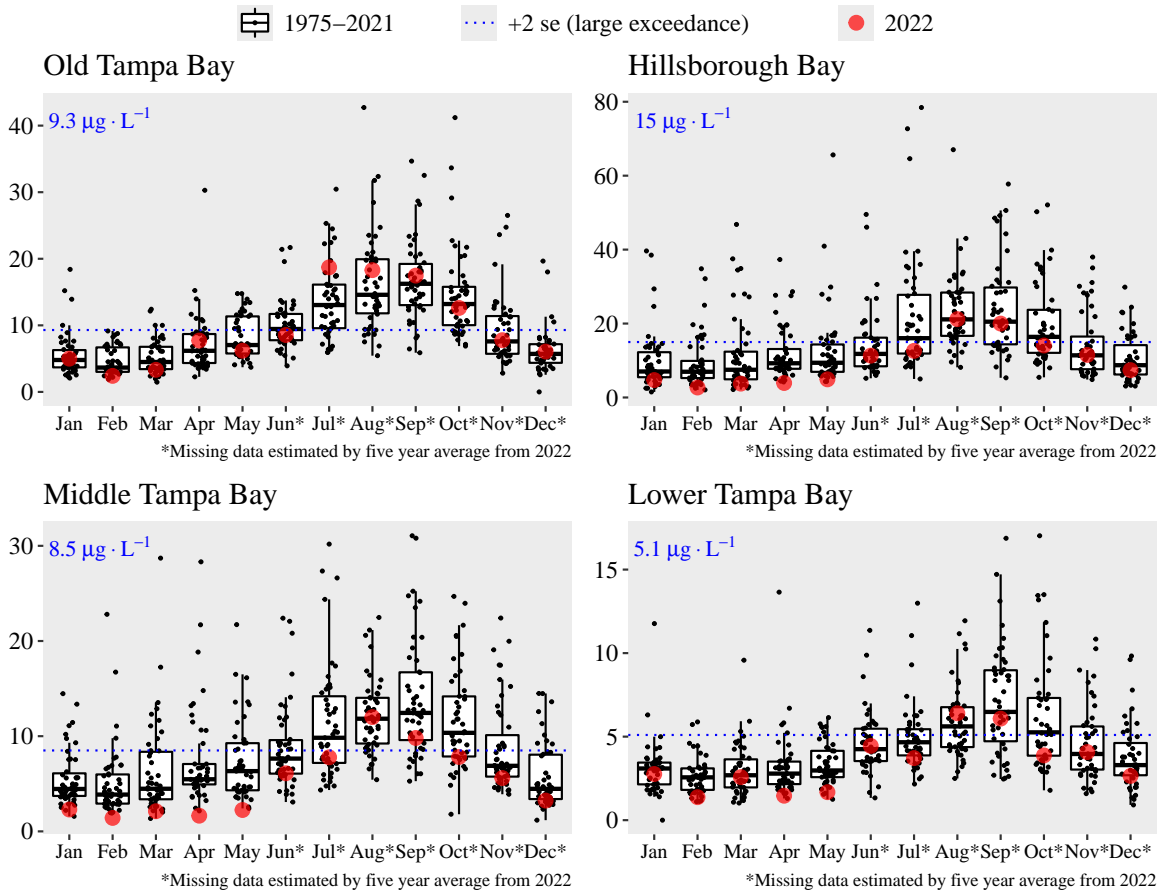 1975–2021 +2 se (large exceedance) 2022
Old Tampa Bay
9.3 μg · L⁻¹
40
30
20
10
0
Jan Feb Mar Apr May Jun* Jul* Aug* Sep* Oct* Nov* Dec*
*Missing data estimated by five year average from 2022
Hillsborough Bay
15 μg · L⁻¹
80
60
40
20
0
Jan Feb Mar Apr May Jun* Jul* Aug* Sep* Oct* Nov* Dec*
*Missing data estimated by five year average from 2022
Middle Tampa Bay
8.5 μg · L⁻¹
30
20
10
0
Jan Feb Mar Apr May Jun* Jul* Aug* Sep* Oct* Nov* Dec*
*Missing data estimated by five year average from 2022
Lower Tampa Bay
5.1 μg · L⁻¹
15
10
5
0
Jan Feb Mar Apr May Jun* Jul* Aug* Sep* Oct* Nov* Dec*
*Missing data estimated by five year average from 2022